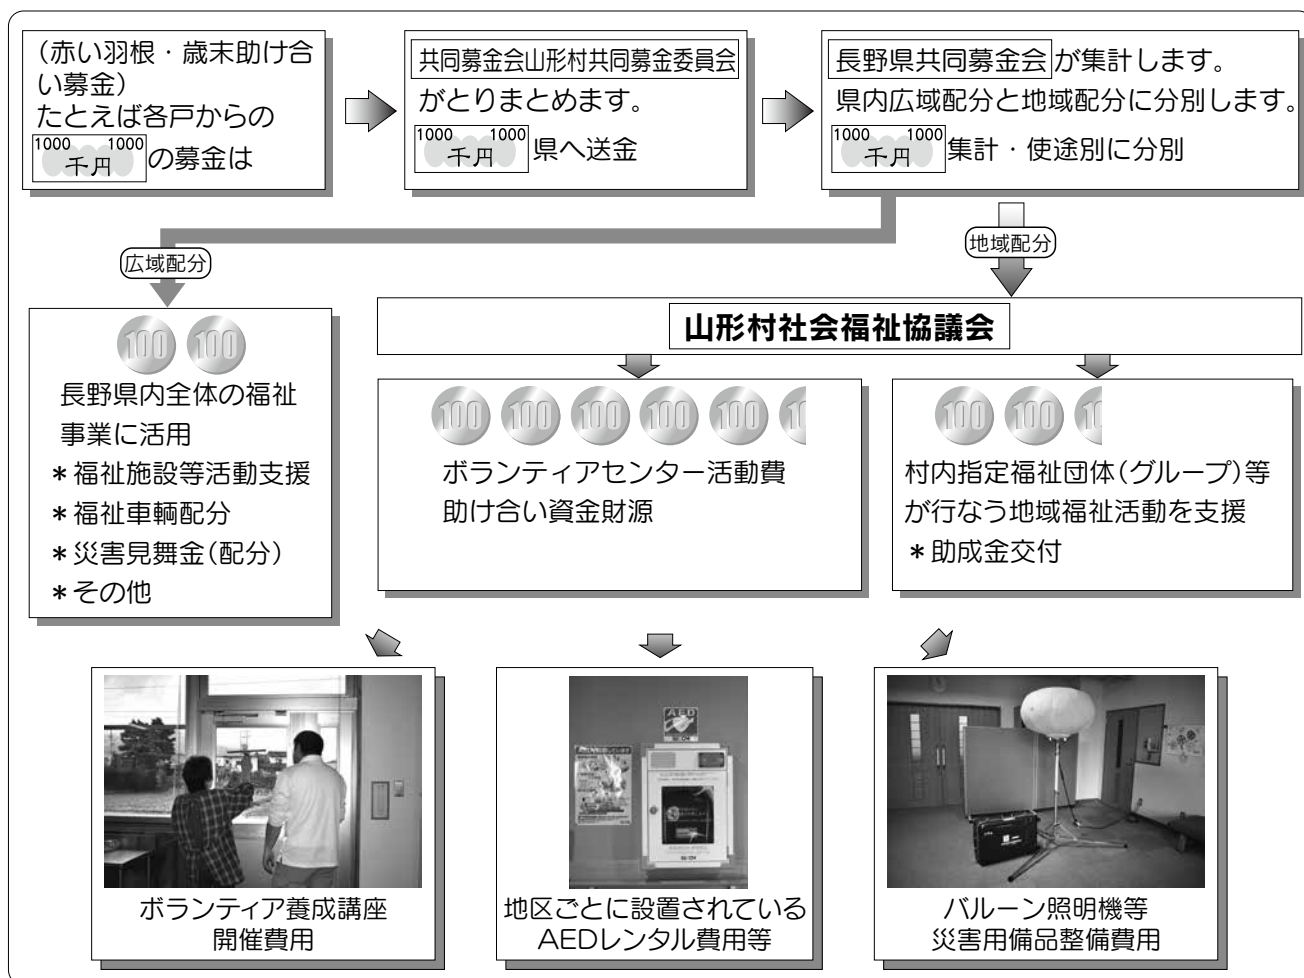 (赤い羽根・歳末助け合
い募金)
たとえば各戸からの
1000 1000
千円 の募金は
共同募金会山形村共同募金委員会
がとりまとめます。
1000 1000
千円 県へ送金
長野県共同募金会 が集計します。
県内広域配分と地域配分に分別します。
1000 1000
千円 集計・使途別に分別
広域配分
地域配分
100 100
長野県内全体の福祉
事業に活用
*福祉施設等活動支援
*福祉車輌配分
*災害見舞金(配分)
*その他
山形村社会福祉協議会
100 100 100 100 100
ボランティアセンター活動費
助け合い資金財源
100 100
村内指定福祉団体(グループ)等
が行なう地域福祉活動を支援
*助成金交付
ボランティア養成講座
開催費用
AED
地区ごとに設置されている
AEDレンタル費用等
バルーン照明機等
災害用備品整備費用